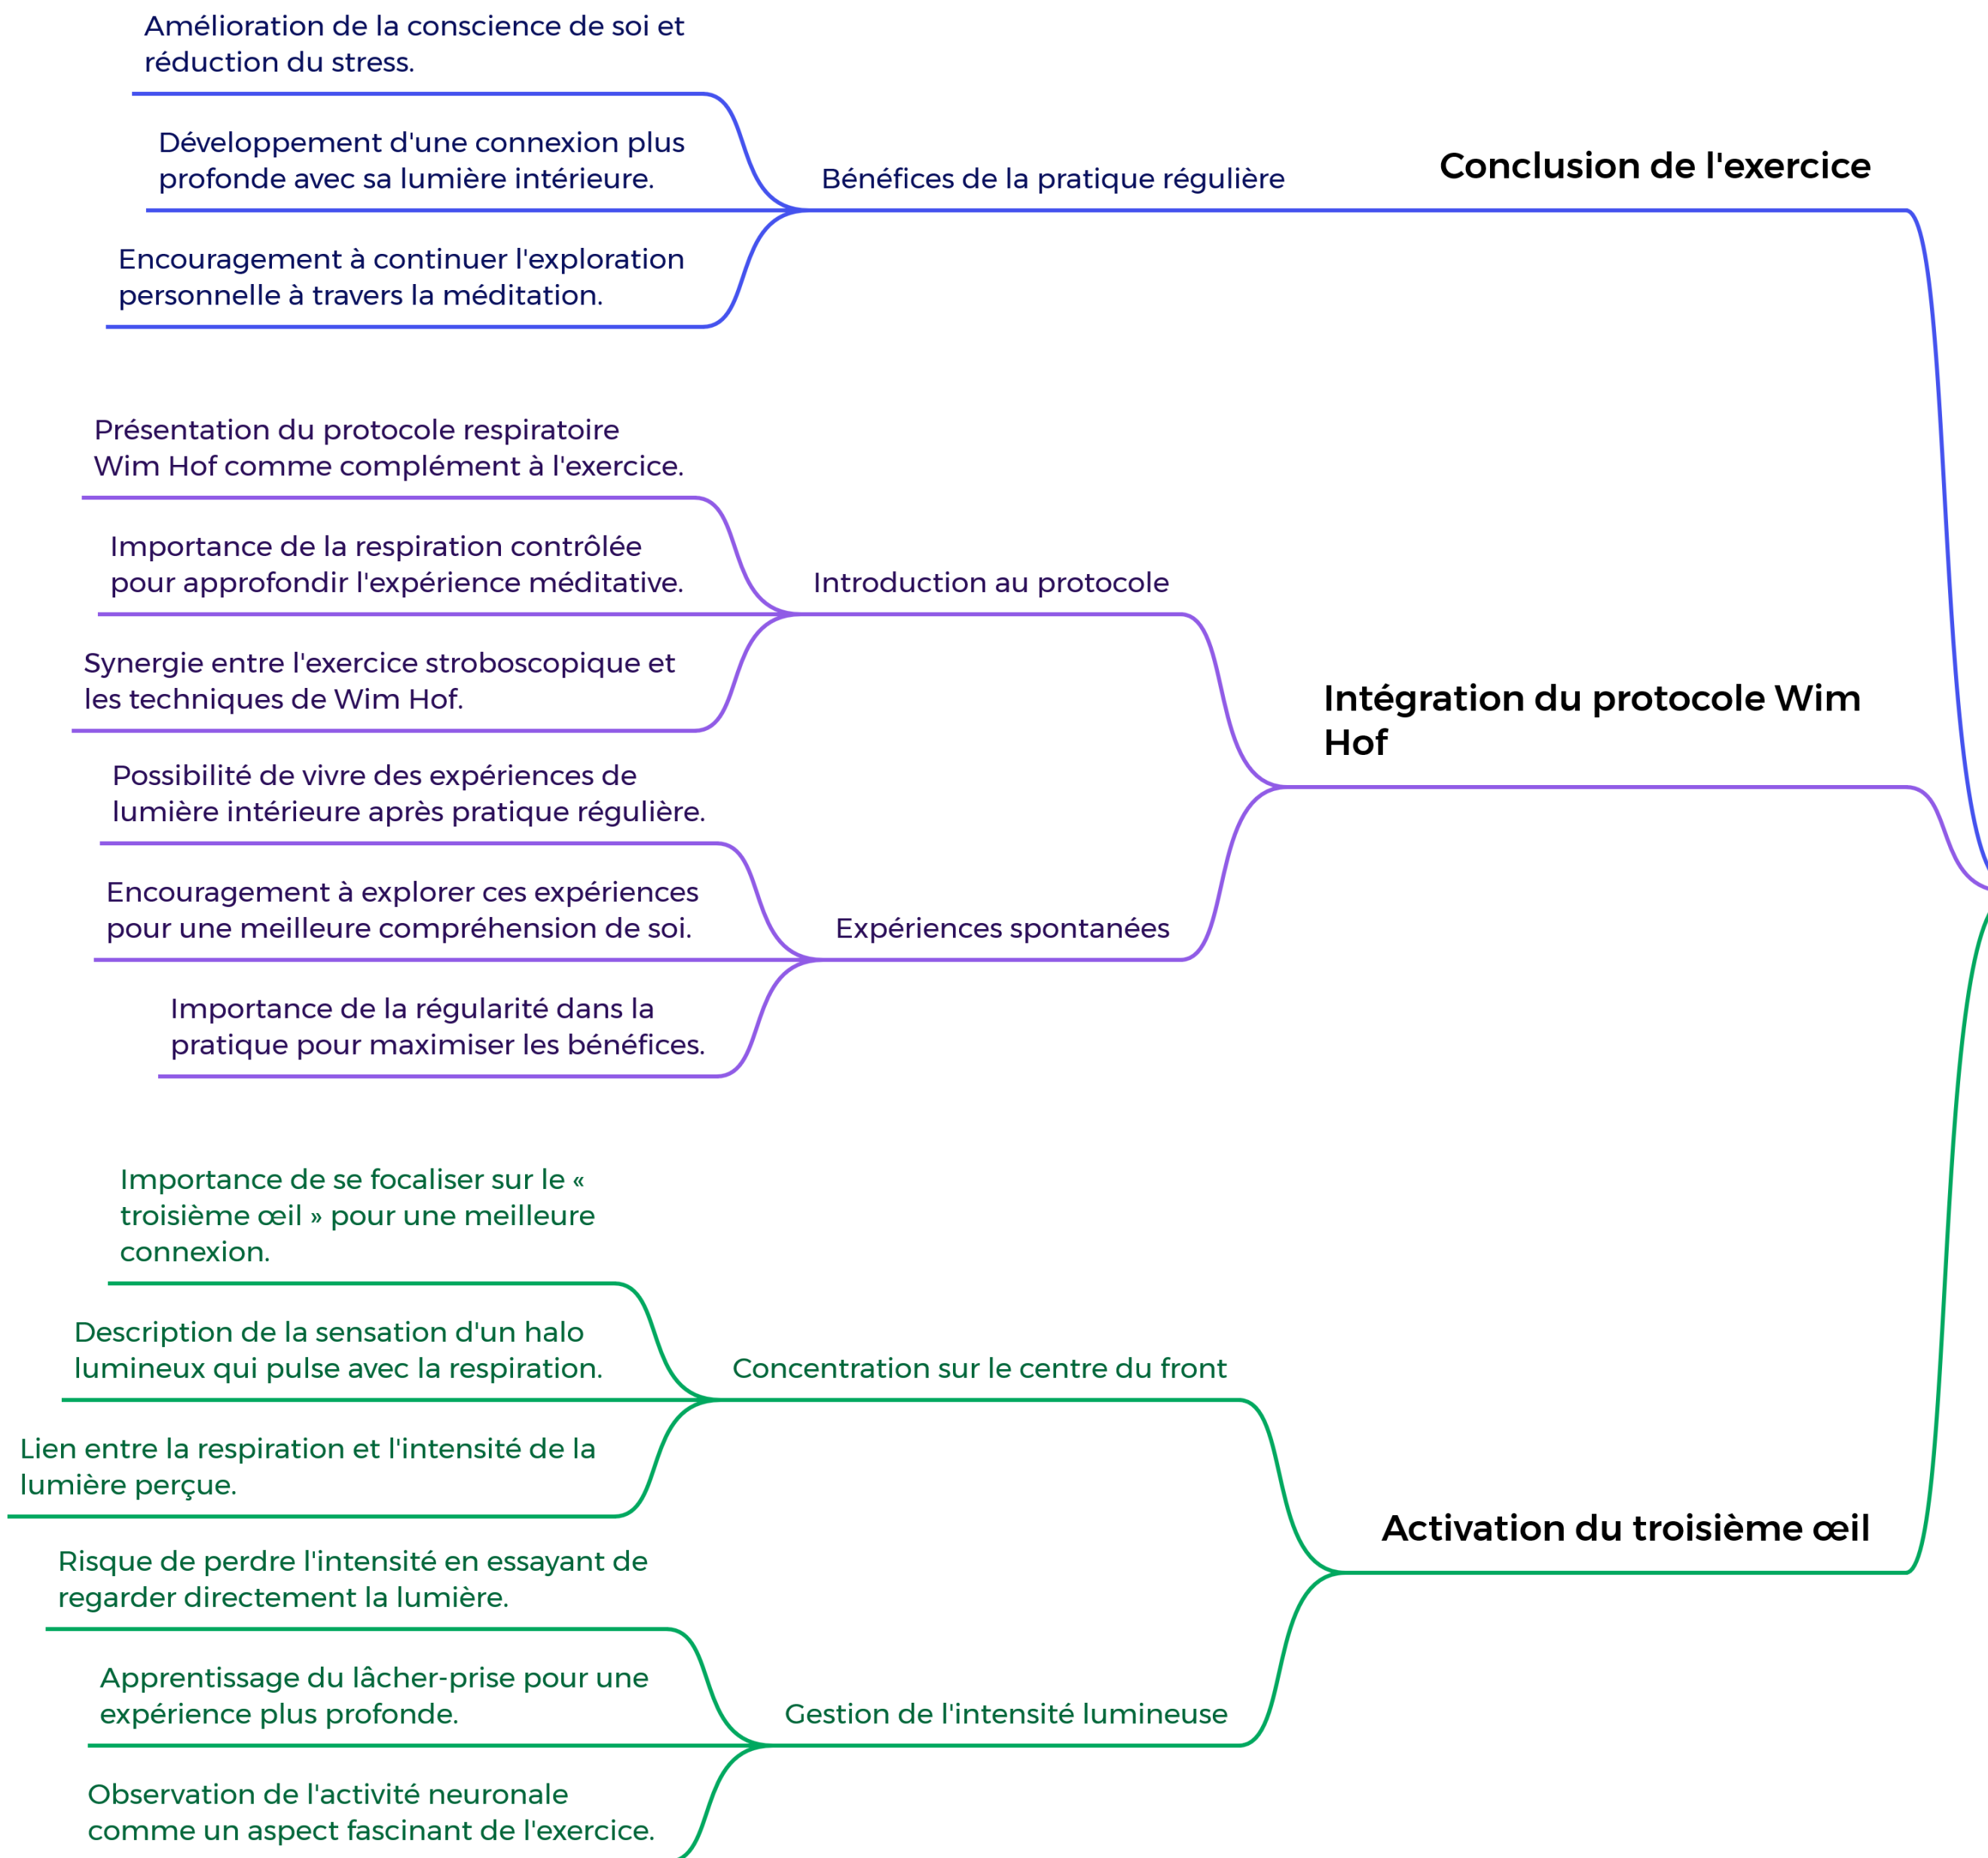 Amélioration de la conscience de soi et
réduction du stress.
Développement d'une connexion plus
profonde avec sa lumière intérieure.
Encouragement à continuer l'exploration
personnelle à travers la méditation.
Bénéfices de la pratique régulière
Conclusion de l'exercice
Présentation du protocole respiratoire
Wim Hof comme complément à l'exercice.
Importance de la respiration contrôlée
pour approfondir l'expérience méditative.
Synergie entre l'exercice stroboscopique et
les techniques de Wim Hof.
Introduction au protocole
Possibilité de vivre des expériences de
lumière intérieure après pratique régulière.
Encouragement à explorer ces expériences
pour une meilleure compréhension de soi.
Importance de la régularité dans la
pratique pour maximiser les bénéfices.
Expériences spontanées
Intégration du protocole Wim
Hof
Importance de se focaliser sur le «
troisième œil » pour une meilleure
connexion.
Description de la sensation d'un halo
lumineux qui pulse avec la respiration.
Lien entre la respiration et l'intensité de la
lumière perçue.
Concentration sur le centre du front
Risque de perdre l'intensité en essayant de
regarder directement la lumière.
Apprentissage du lâcher-prise pour une
expérience plus profonde.
Observation de l'activité neuronale
comme un aspect fascinant de l'exercice.
Gestion de l'intensité lumineuse
Activation du troisième œil